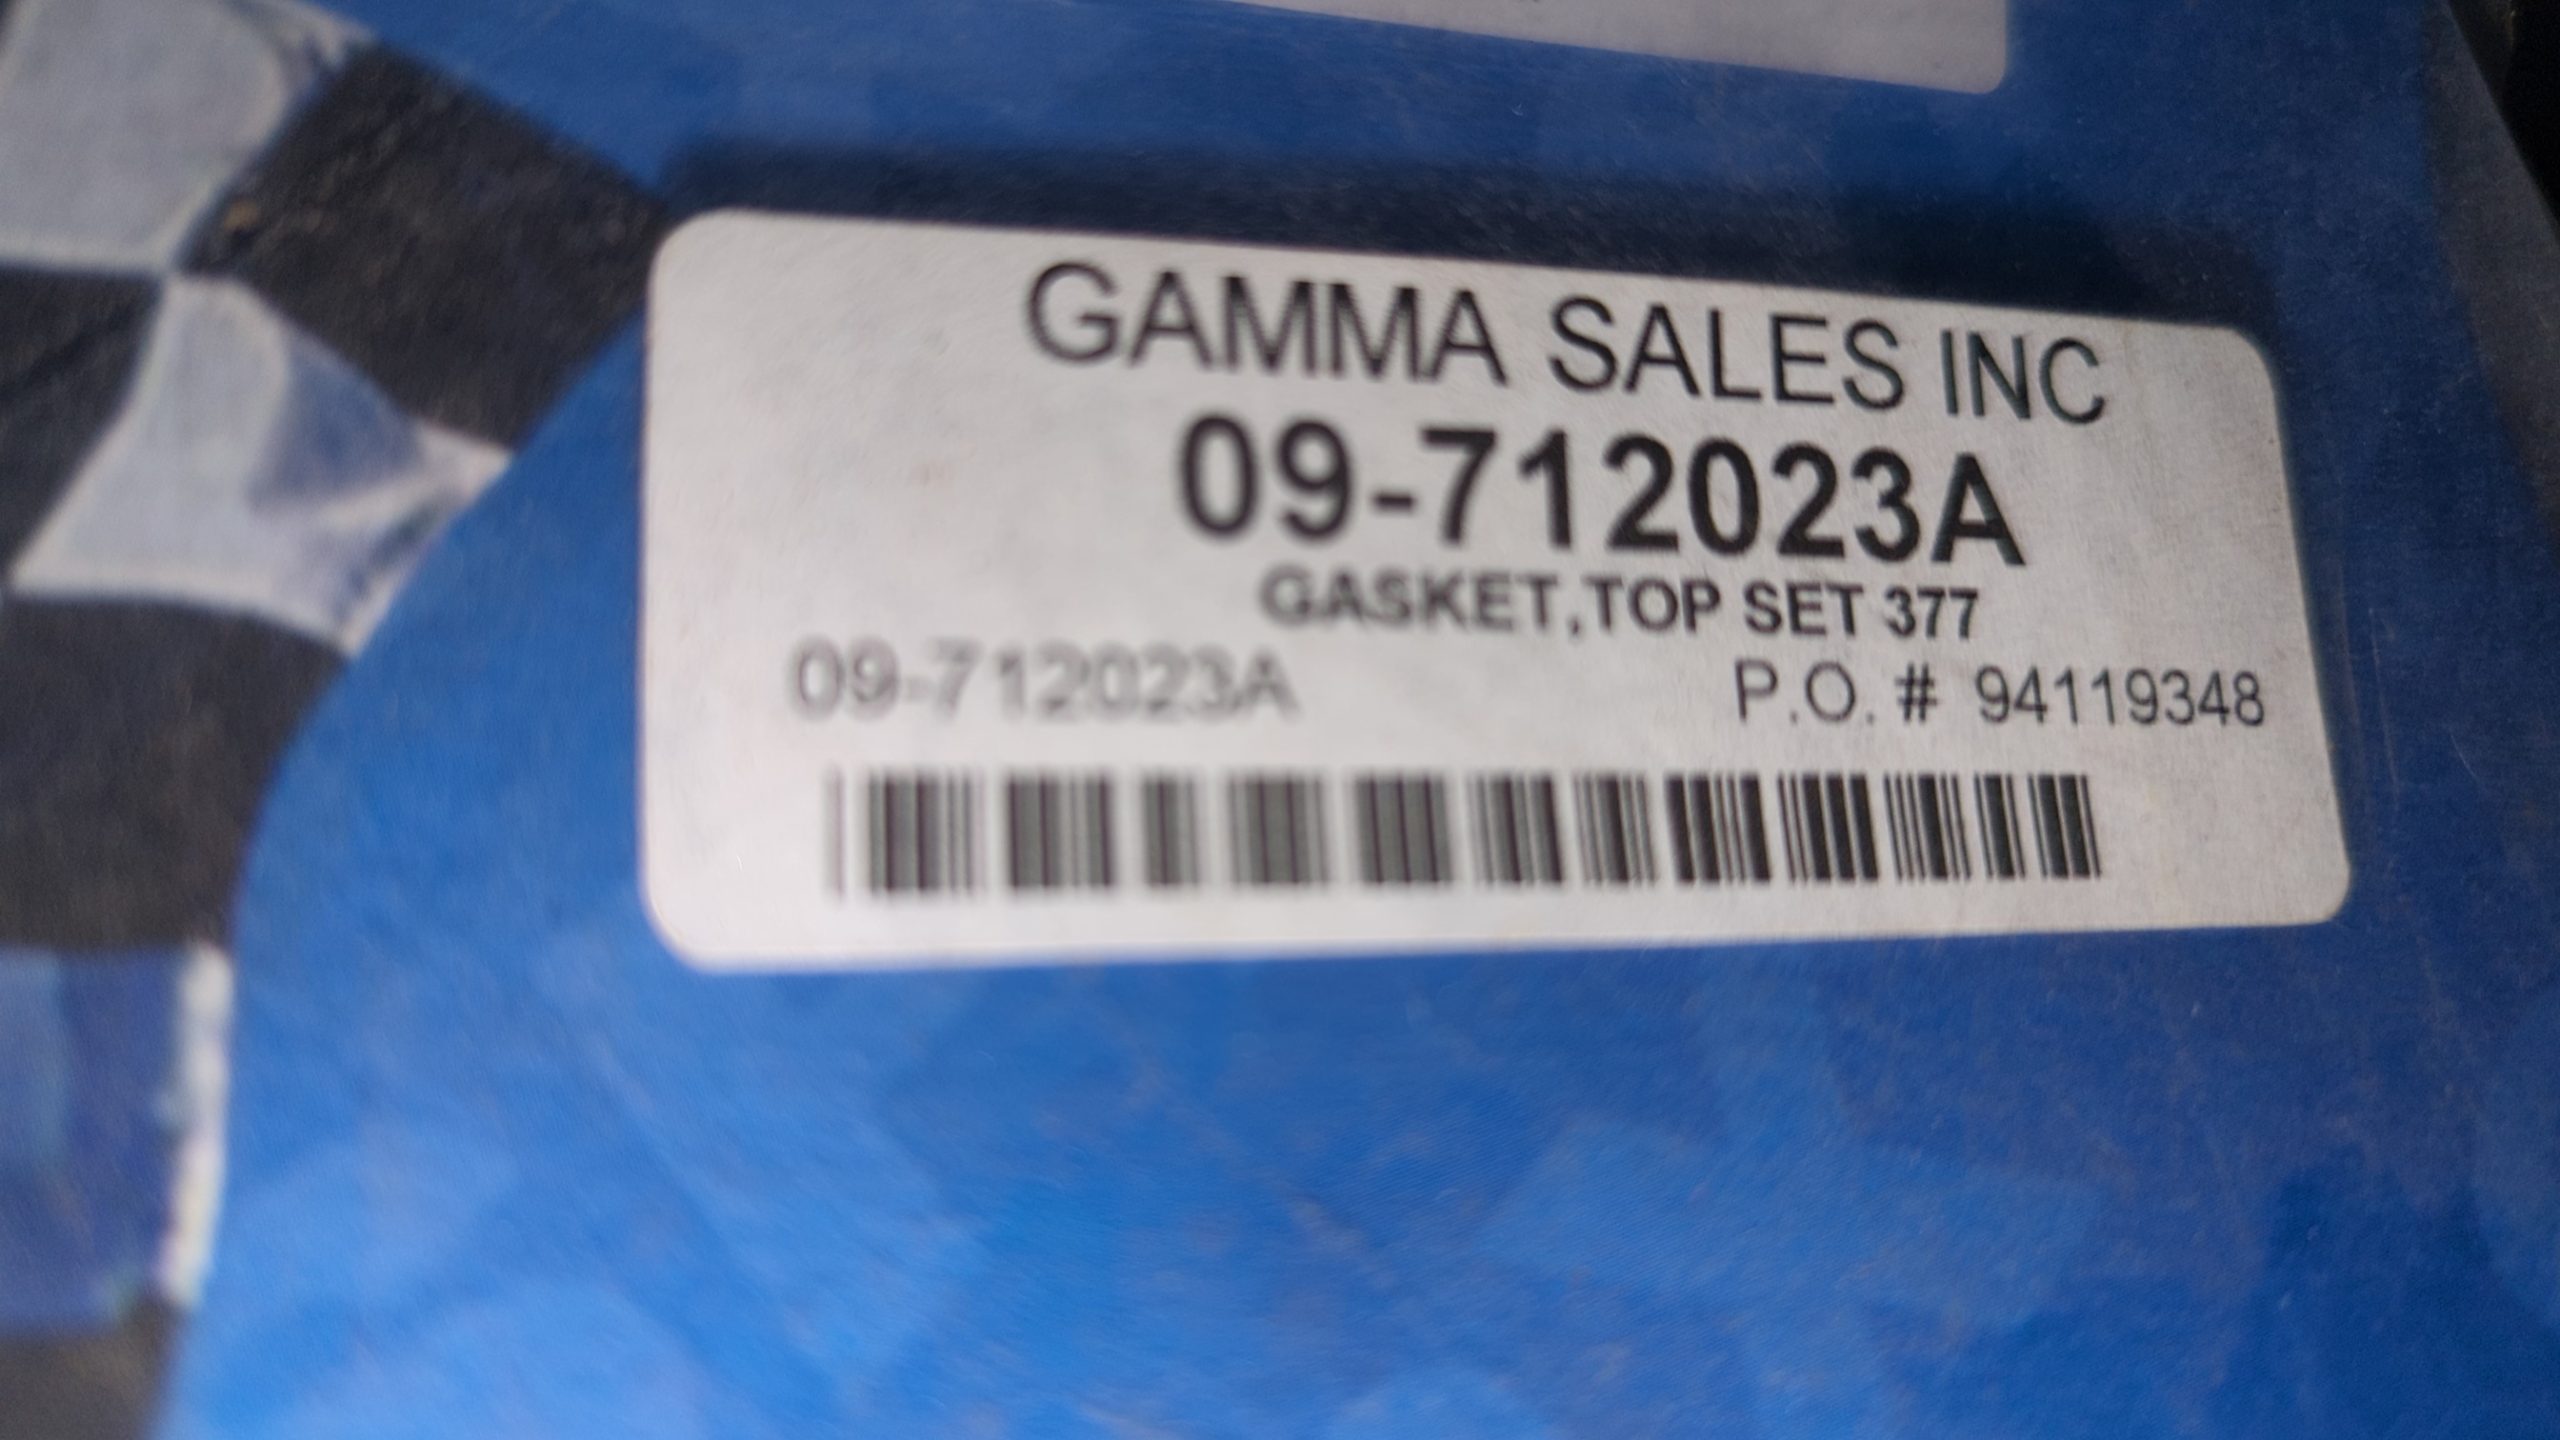 GAMMA SALES INC
09-712023A
GASKET,TOP SET 377
09-712023A P.O. # 94119348